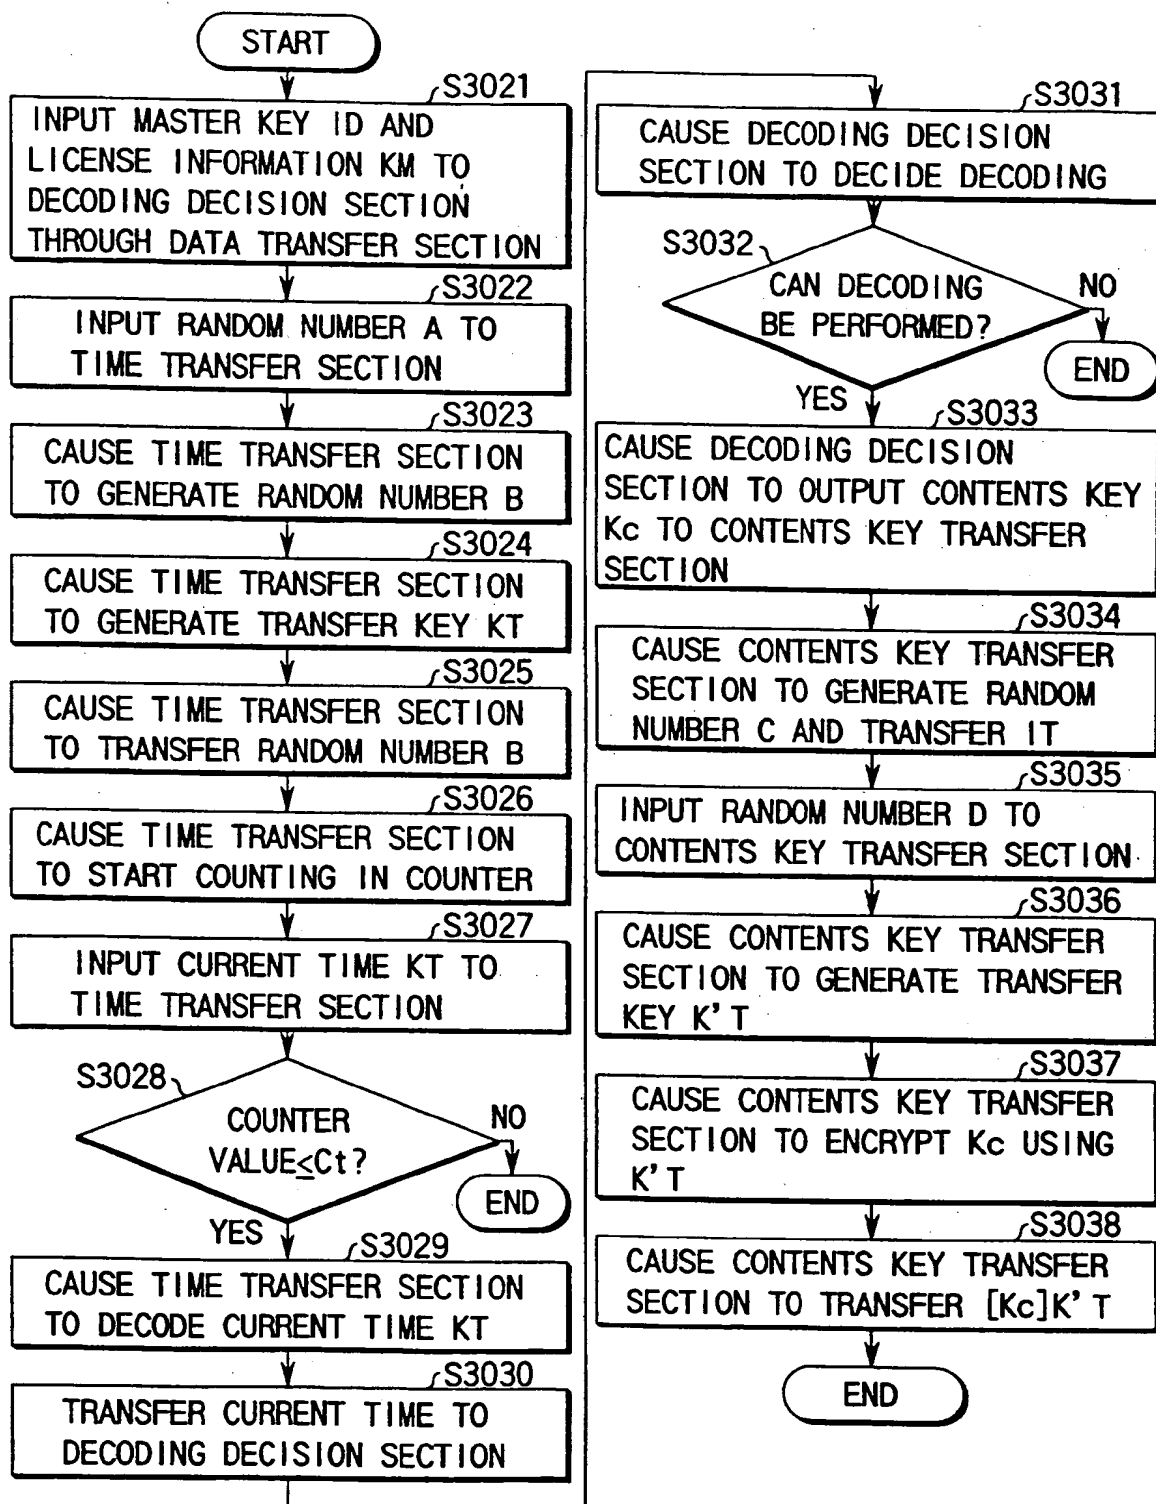 START
S3021
INPUT MASTER KEY ID AND
LICENSE INFORMATION KM TO
DECODING DECISION SECTION
THROUGH DATA TRANSFER SECTION
S3022
INPUT RANDOM NUMBER A TO
TIME TRANSFER SECTION
S3023
CAUSE TIME TRANSFER SECTION
TO GENERATE RANDOM NUMBER B
S3024
CAUSE TIME TRANSFER SECTION
TO GENERATE TRANSFER KEY KT
S3025
CAUSE TIME TRANSFER SECTION
TO TRANSFER RANDOM NUMBER B
S3026
CAUSE TIME TRANSFER SECTION
TO START COUNTING IN COUNTER
S3027
INPUT CURRENT TIME KT TO
TIME TRANSFER SECTION
S3028
COUNTER
VALUE≤Ct?
NO
END
YES
S3029
CAUSE TIME TRANSFER SECTION
TO DECODE CURRENT TIME KT
S3030
TRANSFER CURRENT TIME TO
DECODING DECISION SECTION
S3031
CAUSE DECODING DECISION
SECTION TO DECIDE DECODING
S3032
CAN DECODING
BE PERFORMED?
NO
END
YES
S3033
CAUSE DECODING DECISION
SECTION TO OUTPUT CONTENTS KEY
Kc TO CONTENTS KEY TRANSFER
SECTION
S3034
CAUSE CONTENTS KEY TRANSFER
SECTION TO GENERATE RANDOM
NUMBER C AND TRANSFER IT
S3035
INPUT RANDOM NUMBER D TO
CONTENTS KEY TRANSFER SECTION
S3036
CAUSE CONTENTS KEY TRANSFER
SECTION TO GENERATE TRANSFER
KEY K'T
S3037
CAUSE CONTENTS KEY TRANSFER
SECTION TO ENCRYPT Kc USING
K'T
S3038
CAUSE CONTENTS KEY TRANSFER
SECTION TO TRANSFER [Kc]K'T
END